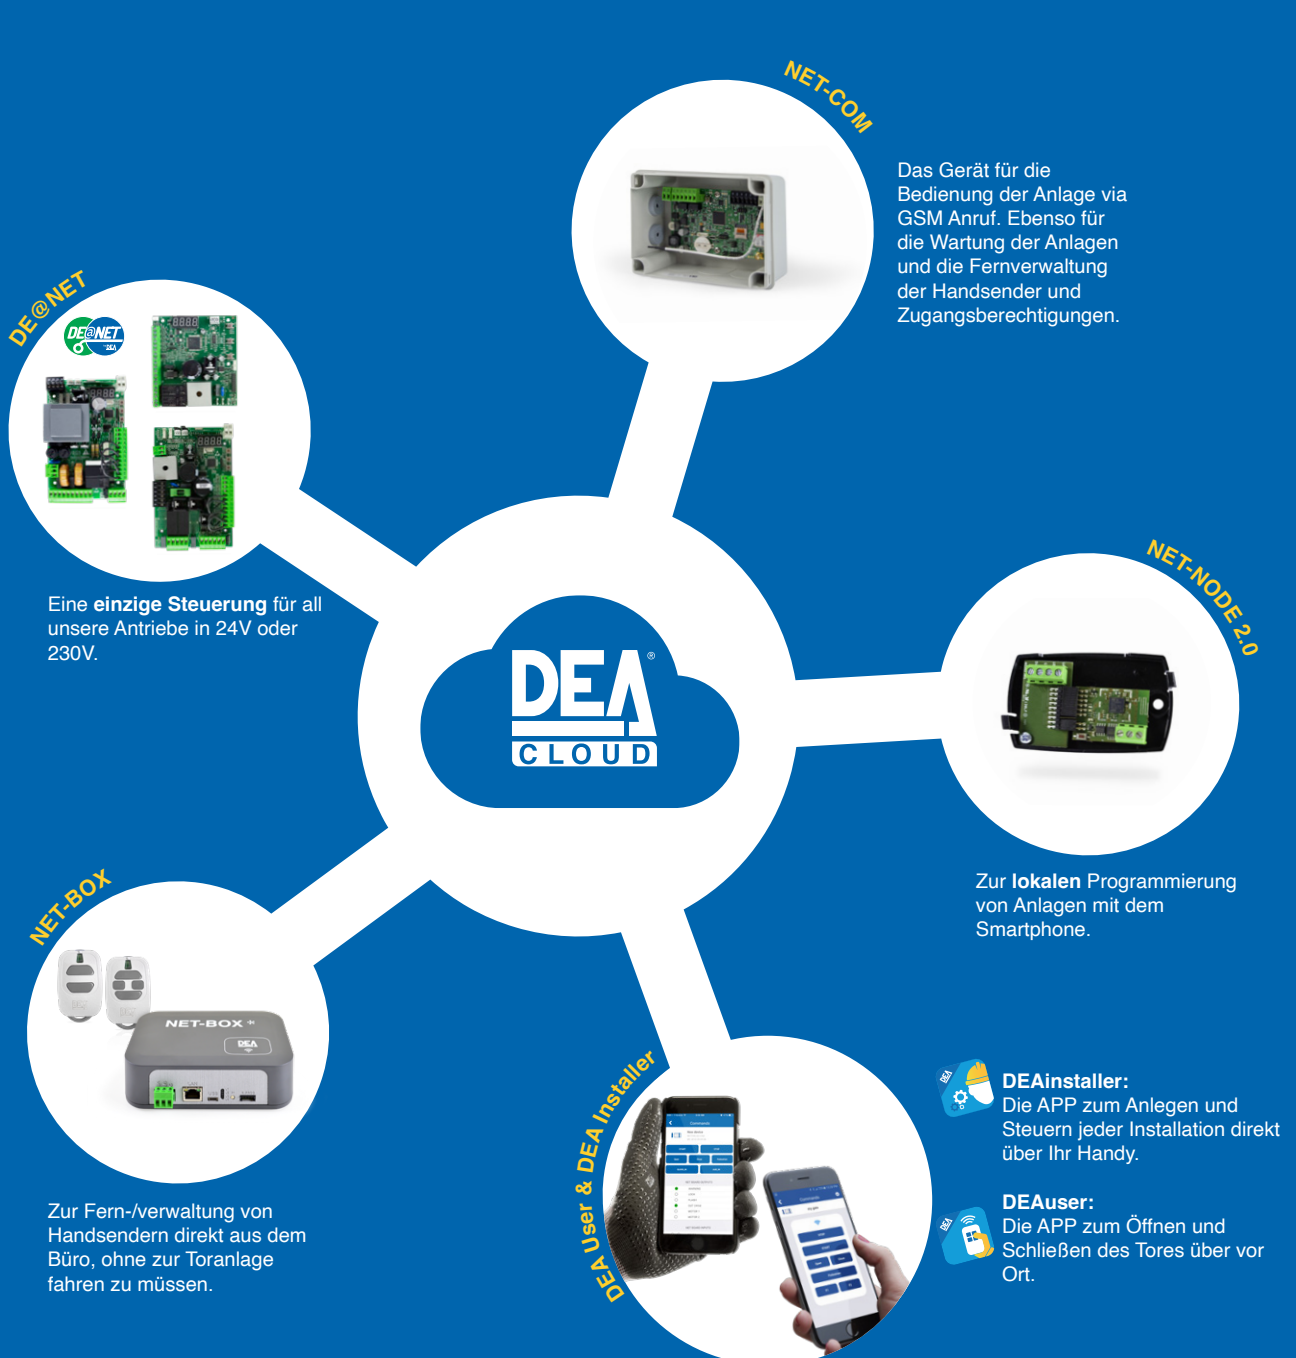 NET-COM
Das Gerät für die
Bedienung der Anlage via
GSM Anruf. Ebenso für
die Wartung der Anlagen
und die Fernverwaltung
der Handsender und
Zugangsberechtigungen.
DE@NET
DE@NET
DEA
Eine einzige Steuerung für all
unsere Antriebe in 24V oder
230V.
NET-NODE 2.0
Zur lokalen Programmierung
von Anlagen mit dem
Smartphone.
DEA®
CLOUD
NET-BOX
NET-BOX
DEA
Zur Fern-/verwaltung von
Handsendern direkt aus dem
Büro, ohne zur Toranlage
fahren zu müssen.
DEA User & DEA Installer
DEA
DEAinstaller:
Die APP zum Anlegen und
Steuern jeder Installation direkt
über Ihr Handy.
DEA
DEAuser:
Die APP zum Öffnen und
Schließen des Tores über vor
Ort.